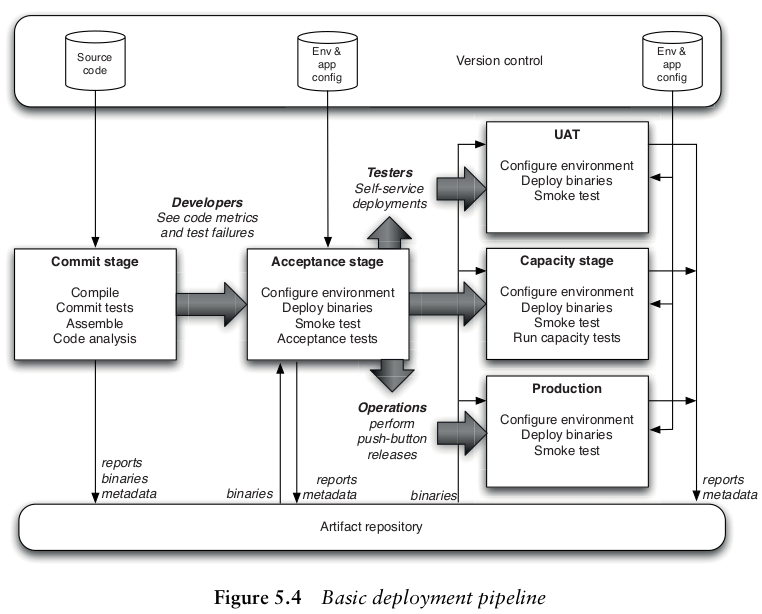 Source
code
Env &
app
config
Version control
Env &
app
config
UAT
Configure environment
Deploy binaries
Smoke test
Testers
Self-service
deployments
Developers
See code metrics
and test failures
Commit stage
Compile
Commit tests
Assemble
Code analysis
Acceptance stage
Configure environment
Deploy binaries
Smoke test
Acceptance tests
Capacity stage
Configure environment
Deploy binaries
Smoke test
Run capacity tests
Operations
perform
push-button
releases
Production
Configure environment
Deploy binaries
Smoke test
reports
binaries
metadata
binaries
reports
metadata
binaries
reports
metadata
Artifact repository
Figure 5.4 Basic deployment pipeline